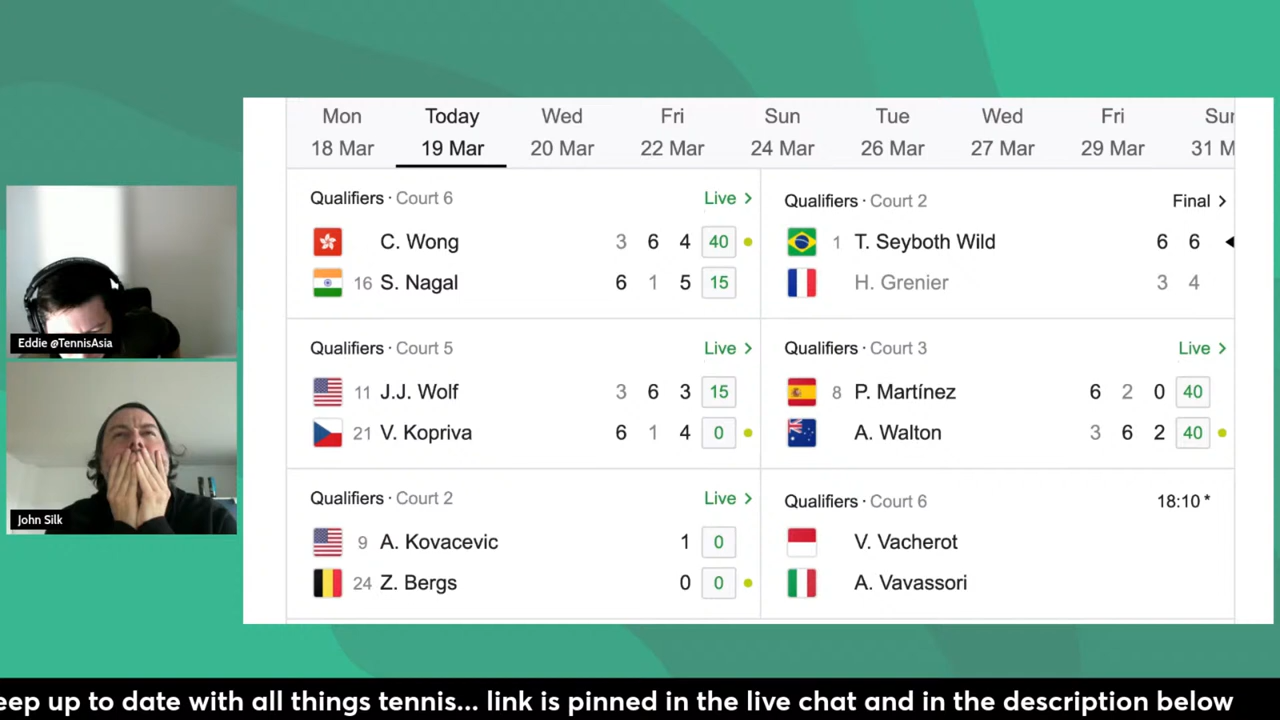 Mon Today Wed Fri Sun Tue Wed Fri Sun
18 Mar 19 Mar 20 Mar 22 Mar 24 Mar 26 Mar 27 Mar 29 Mar 31 M
Qualifiers · Court 6 Live >
C. Wong 3 6 4 40
16 S. Nagal 6 1 5 15
Qualifiers · Court 2 Final >
1 T. Seyboth Wild 6 6
H. Grenier 3 4
Qualifiers · Court 5 Live >
11 J.J. Wolf 3 6 3 15
21 V. Kopriva 6 1 4 0
Qualifiers · Court 3 Live >
8 P. Martínez 6 2 0 40
A. Walton 3 6 2 40
Qualifiers · Court 2 Live >
9 A. Kovacevic 1 0
24 Z. Bergs 0 0
Qualifiers · Court 6 18:10 *
V. Vacherot
A. Vavassori
Eddie @TennisAsia
John Silk
eep up to date with all things tennis... link is pinned in the live chat and in the description below